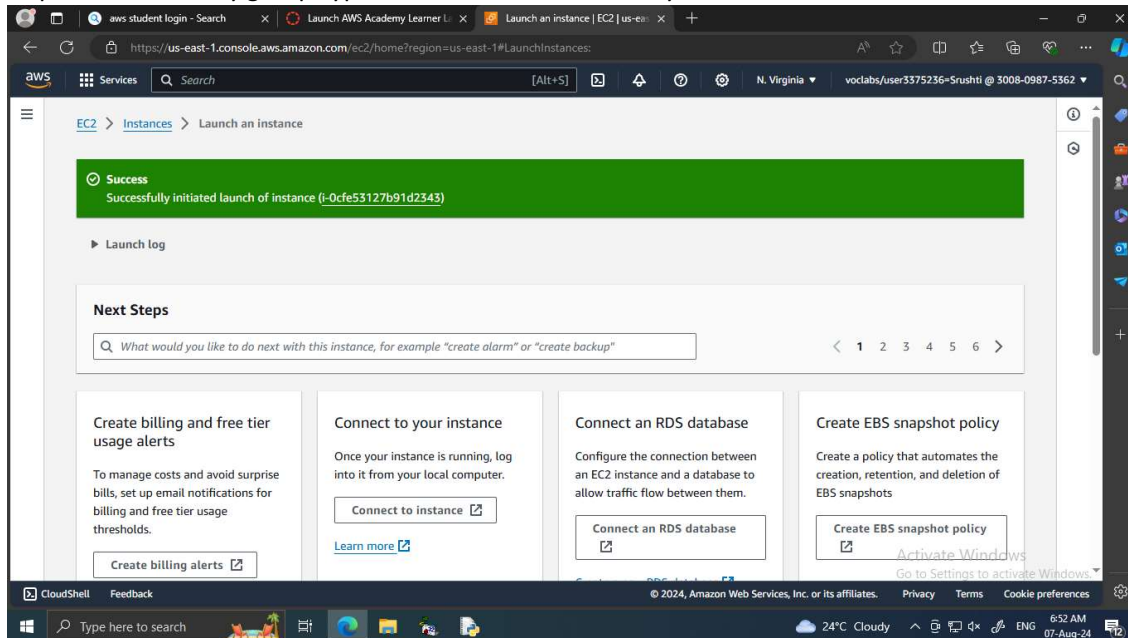 aws student login - Search
Launch AWS Academy Learner La
Launch an instance | EC2 | us-eas
https://us-east-1.console.aws.amazon.com/ec2/home?region=us-east-1#LaunchInstances:
aws
Services
Search
[Alt+S]
N. Virginia
voclabs/user3375236=Srushti @ 3008-0987-5362
EC2 > Instances > Launch an instance
Success
Successfully initiated launch of instance (i-0cfe53127b91d2343)
Launch log
Next Steps
What would you like to do next with this instance, for example "create alarm" or "create backup"
< 1 2 3 4 5 6 >
Create billing and free tier
usage alerts
To manage costs and avoid surprise
bills, set up email notifications for
billing and free tier usage
thresholds.
Create billing alerts
Connect to your instance
Once your instance is running, log
into it from your local computer.
Connect to instance
Learn more
Connect an RDS database
Configure the connection between
an EC2 instance and a database to
allow traffic flow between them.
Connect an RDS database
Create EBS snapshot policy
Create a policy that automates the
creation, retention, and deletion of
EBS snapshots
Create EBS snapshot policy
Activate Windows
Go to Settings to activate Windows.
CloudShell
Feedback
© 2024, Amazon Web Services, Inc. or its affiliates.
Privacy
Terms
Cookie preferences
Type here to search
24°C Cloudy
ENG
6:52 AM
07-Aug-24
12